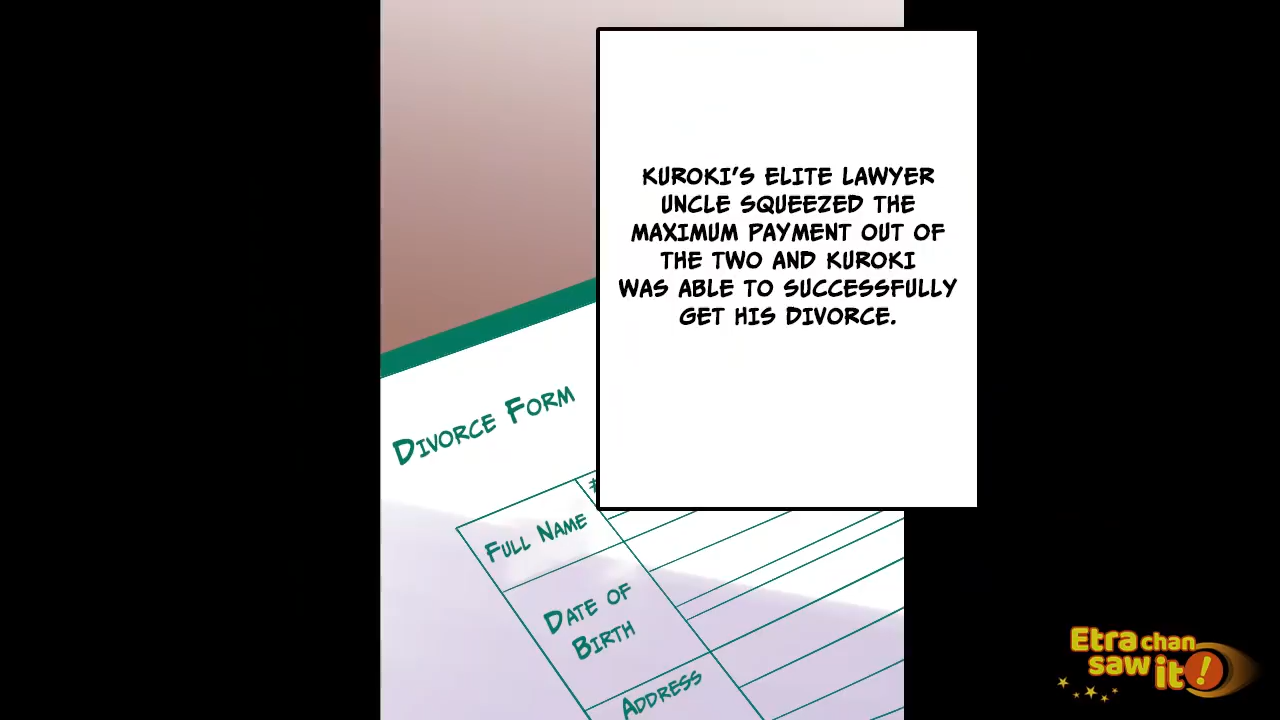 KUROKI'S ELITE LAWYER
UNCLE SQUEEZED THE
MAXIMUM PAYMENT OUT OF
THE TWO AND KUROKI
WAS ABLE TO SUCCESSFULLY
GET HIS DIVORCE.
DIVORCE FORM
FULL NAME
DATE OF
BIRTH
ADDRESS
Etra chan
saw it!